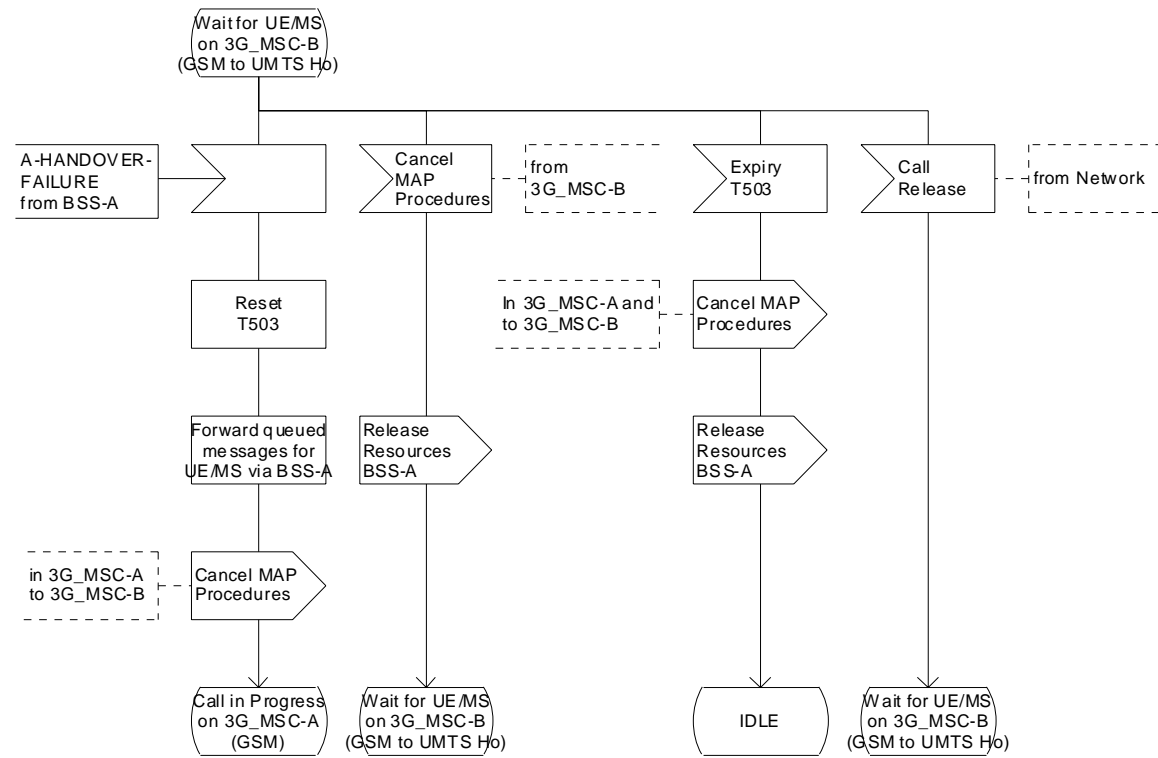 Wait for UE/MS
on 3G_MSC-B
(GSM to UMTS Ho)
A-HANDOVER-
FAILURE
from BSS-A
Cancel
MAP
Procedures
from
3G_MSC-B
Expiry
T503
Call
Release
from Network
Reset
T503
In 3G_MSC-A and
to 3G_MSC-B
Cancel MAP
Procedures
Forward queued
messages for
UE/MS via BSS-A
Release
Resources
BSS-A
Release
Resources
BSS-A
in 3G_MSC-A
to 3G_MSC-B
Cancel MAP
Procedures
Call in Progress
on 3G_MSC-A
(GSM)
Wait for UE/MS
on 3G_MSC-B
(GSM to UMTS Ho)
IDLE
Wait for UE/MS
on 3G_MSC-B
(GSM to UMTS Ho)